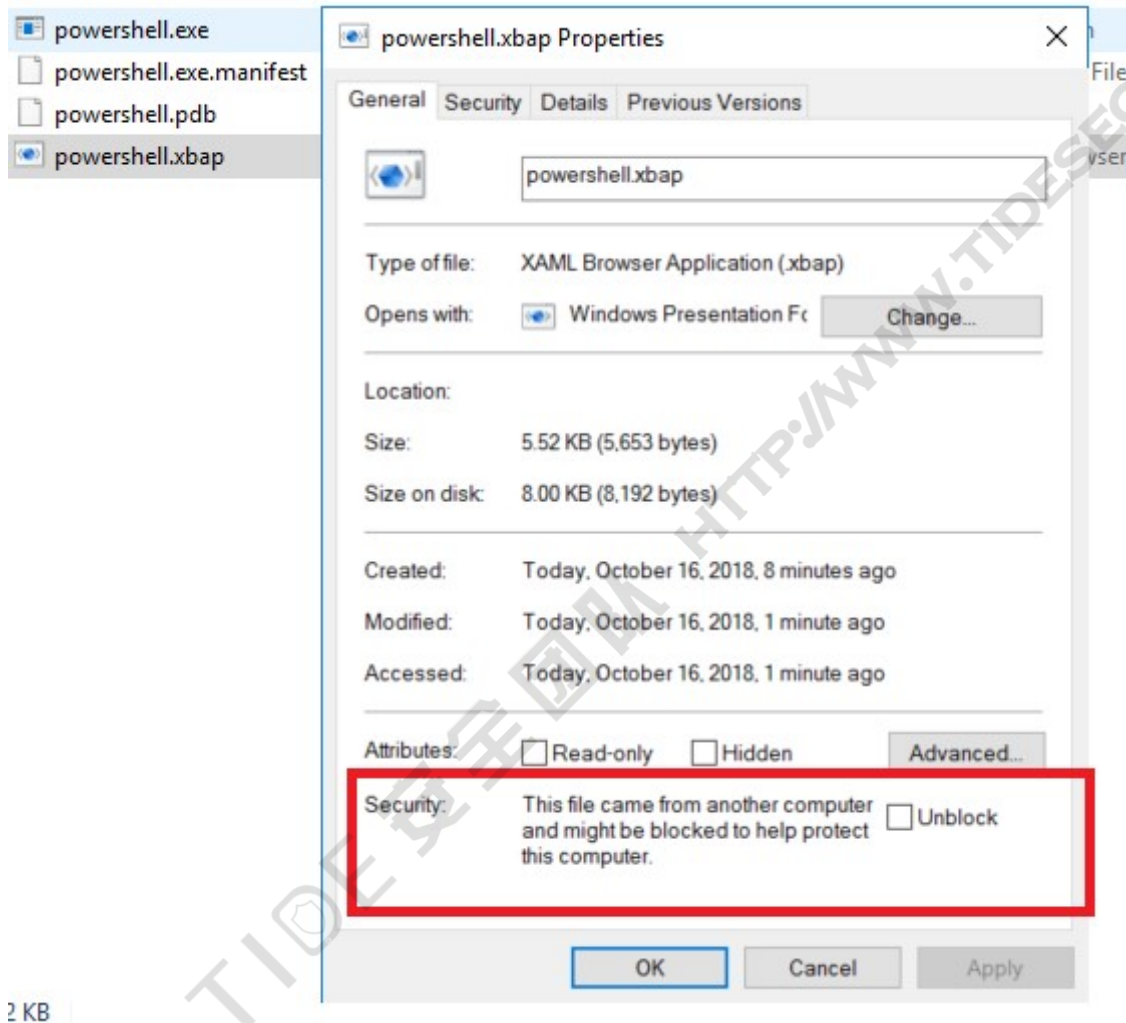 powershell.exe
powershell.exe.manifest
powershell.pdb
powershell.xbap
powershell.xbap Properties
File
General Security Details Previous Versions
powershell.xbap
Type of file: XAML Browser Application (.xbap)
Opens with: Windows Presentation Fo Change...
Location:
Size: 5.52 KB (5,653 bytes)
Size on disk: 8.00 KB (8,192 bytes)
Created: Today, October 16, 2018, 8 minutes ago
Modified: Today, October 16, 2018, 1 minute ago
Accessed: Today, October 16, 2018, 1 minute ago
Attributes: Read-only Hidden Advanced...
Security: This file came from another computer
and might be blocked to help protect
this computer.
Unblock
OK Cancel Apply
2 KB
TIDE安全团队 HTTP://WWW.TIDESEC